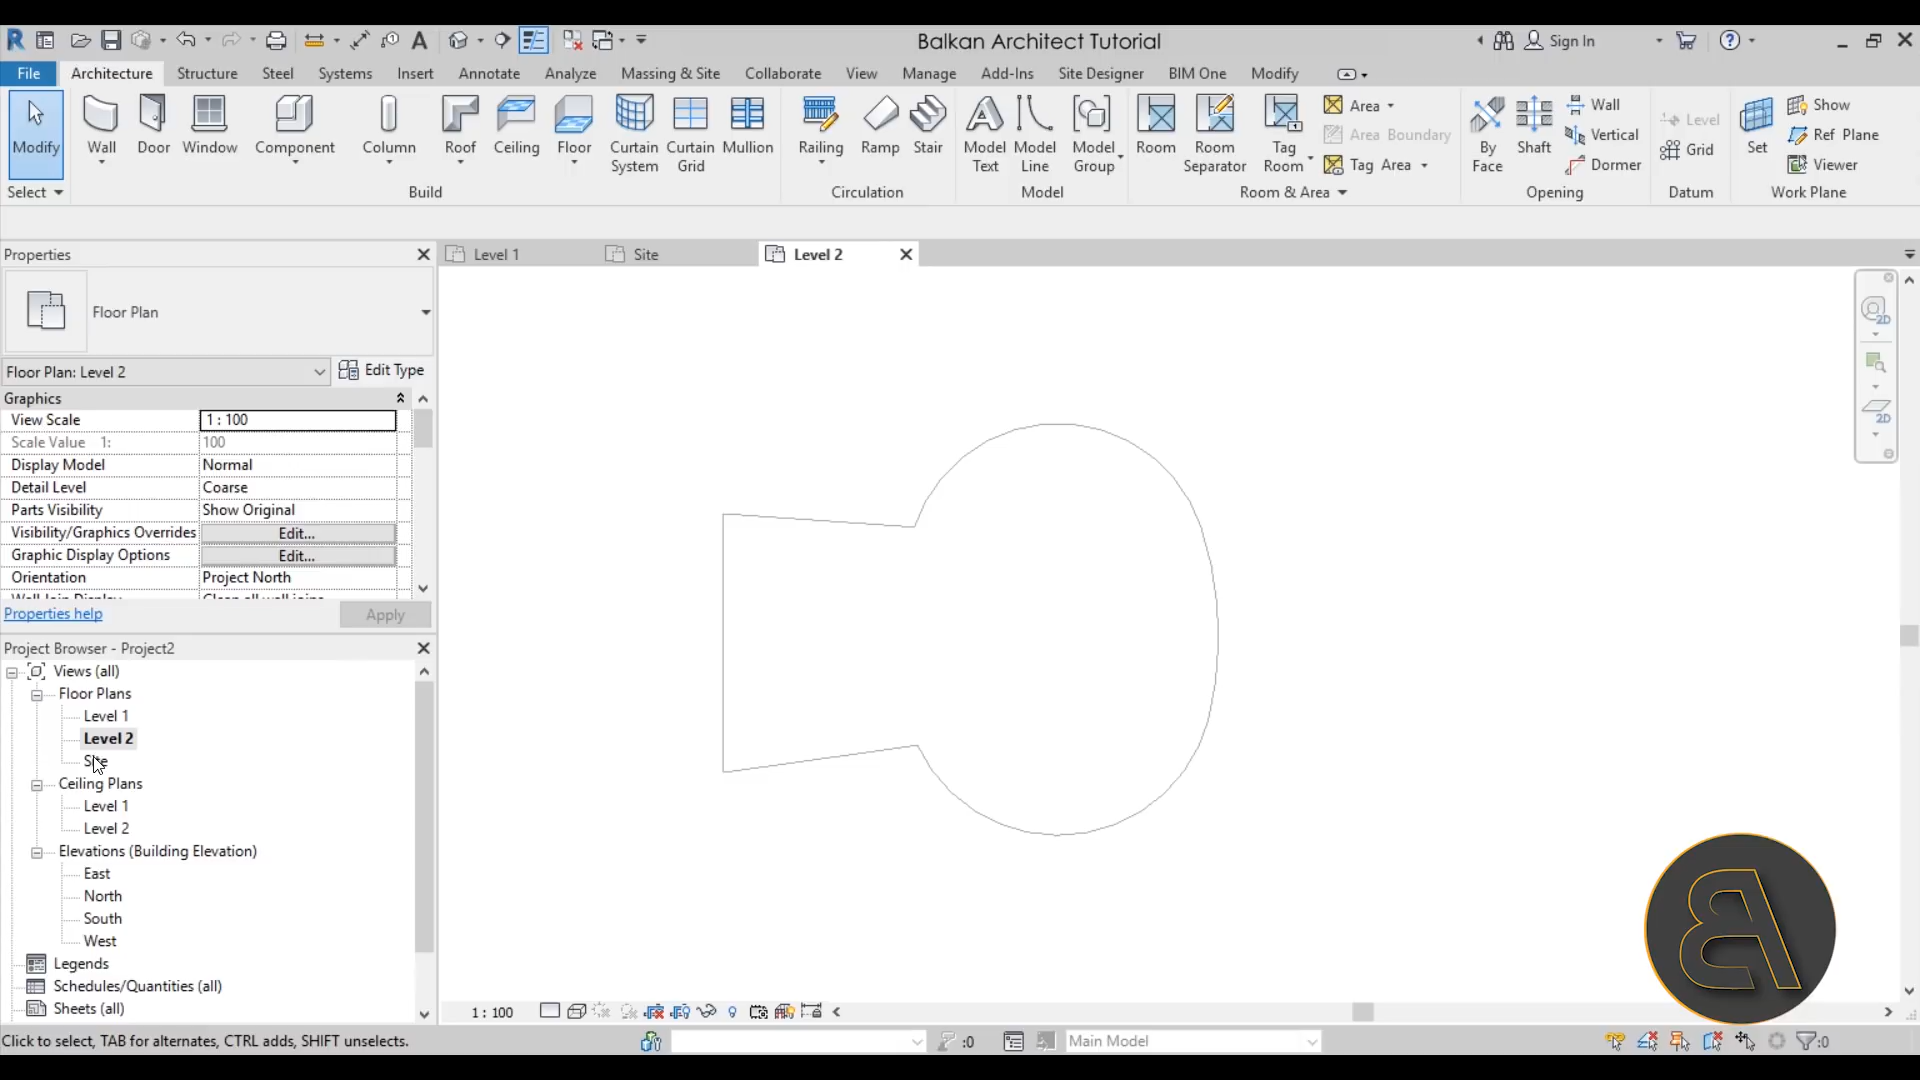 Balkan Architect Tutorial
Sign In
File Architecture Structure Steel Systems Insert Annotate Analyze Massing & Site Collaborate View Manage Add-Ins Site Designer BIM One Modify
Modify
Wall
Door
Window
Component
Column
Roof
Ceiling
Floor
Curtain System
Curtain Grid
Mullion
Railing
Ramp
Stair
Model Text
Model Line
Model Group
Room
Room Separator
Tag Room
Area
Area Boundary
Tag Area
By Face
Shaft
Wall
Vertical
Dormer
Level
Grid
Set
Show
Ref Plane
Viewer
Select
Build
Circulation
Model
Room & Area
Opening
Datum
Work Plane
Properties
Level 1
Site
Level 2
Floor Plan
Floor Plan: Level 2
Edit Type
Graphics
View Scale 1 : 100
Scale Value 1: 100
Display Model Normal
Detail Level Coarse
Parts Visibility Show Original
Visibility/Graphics Overrides Edit...
Graphic Display Options Edit...
Orientation Project North
Properties help
Apply
Project Browser - Project2
Views (all)
Floor Plans
Level 1
Level 2
Site
Ceiling Plans
Level 1
Level 2
Elevations (Building Elevation)
East
North
South
West
Legends
Schedules/Quantities (all)
Sheets (all)
1 : 100
2D
2D
Click to select, TAB for alternates, CTRL adds, SHIFT unselects.
:0
Main Model
:0